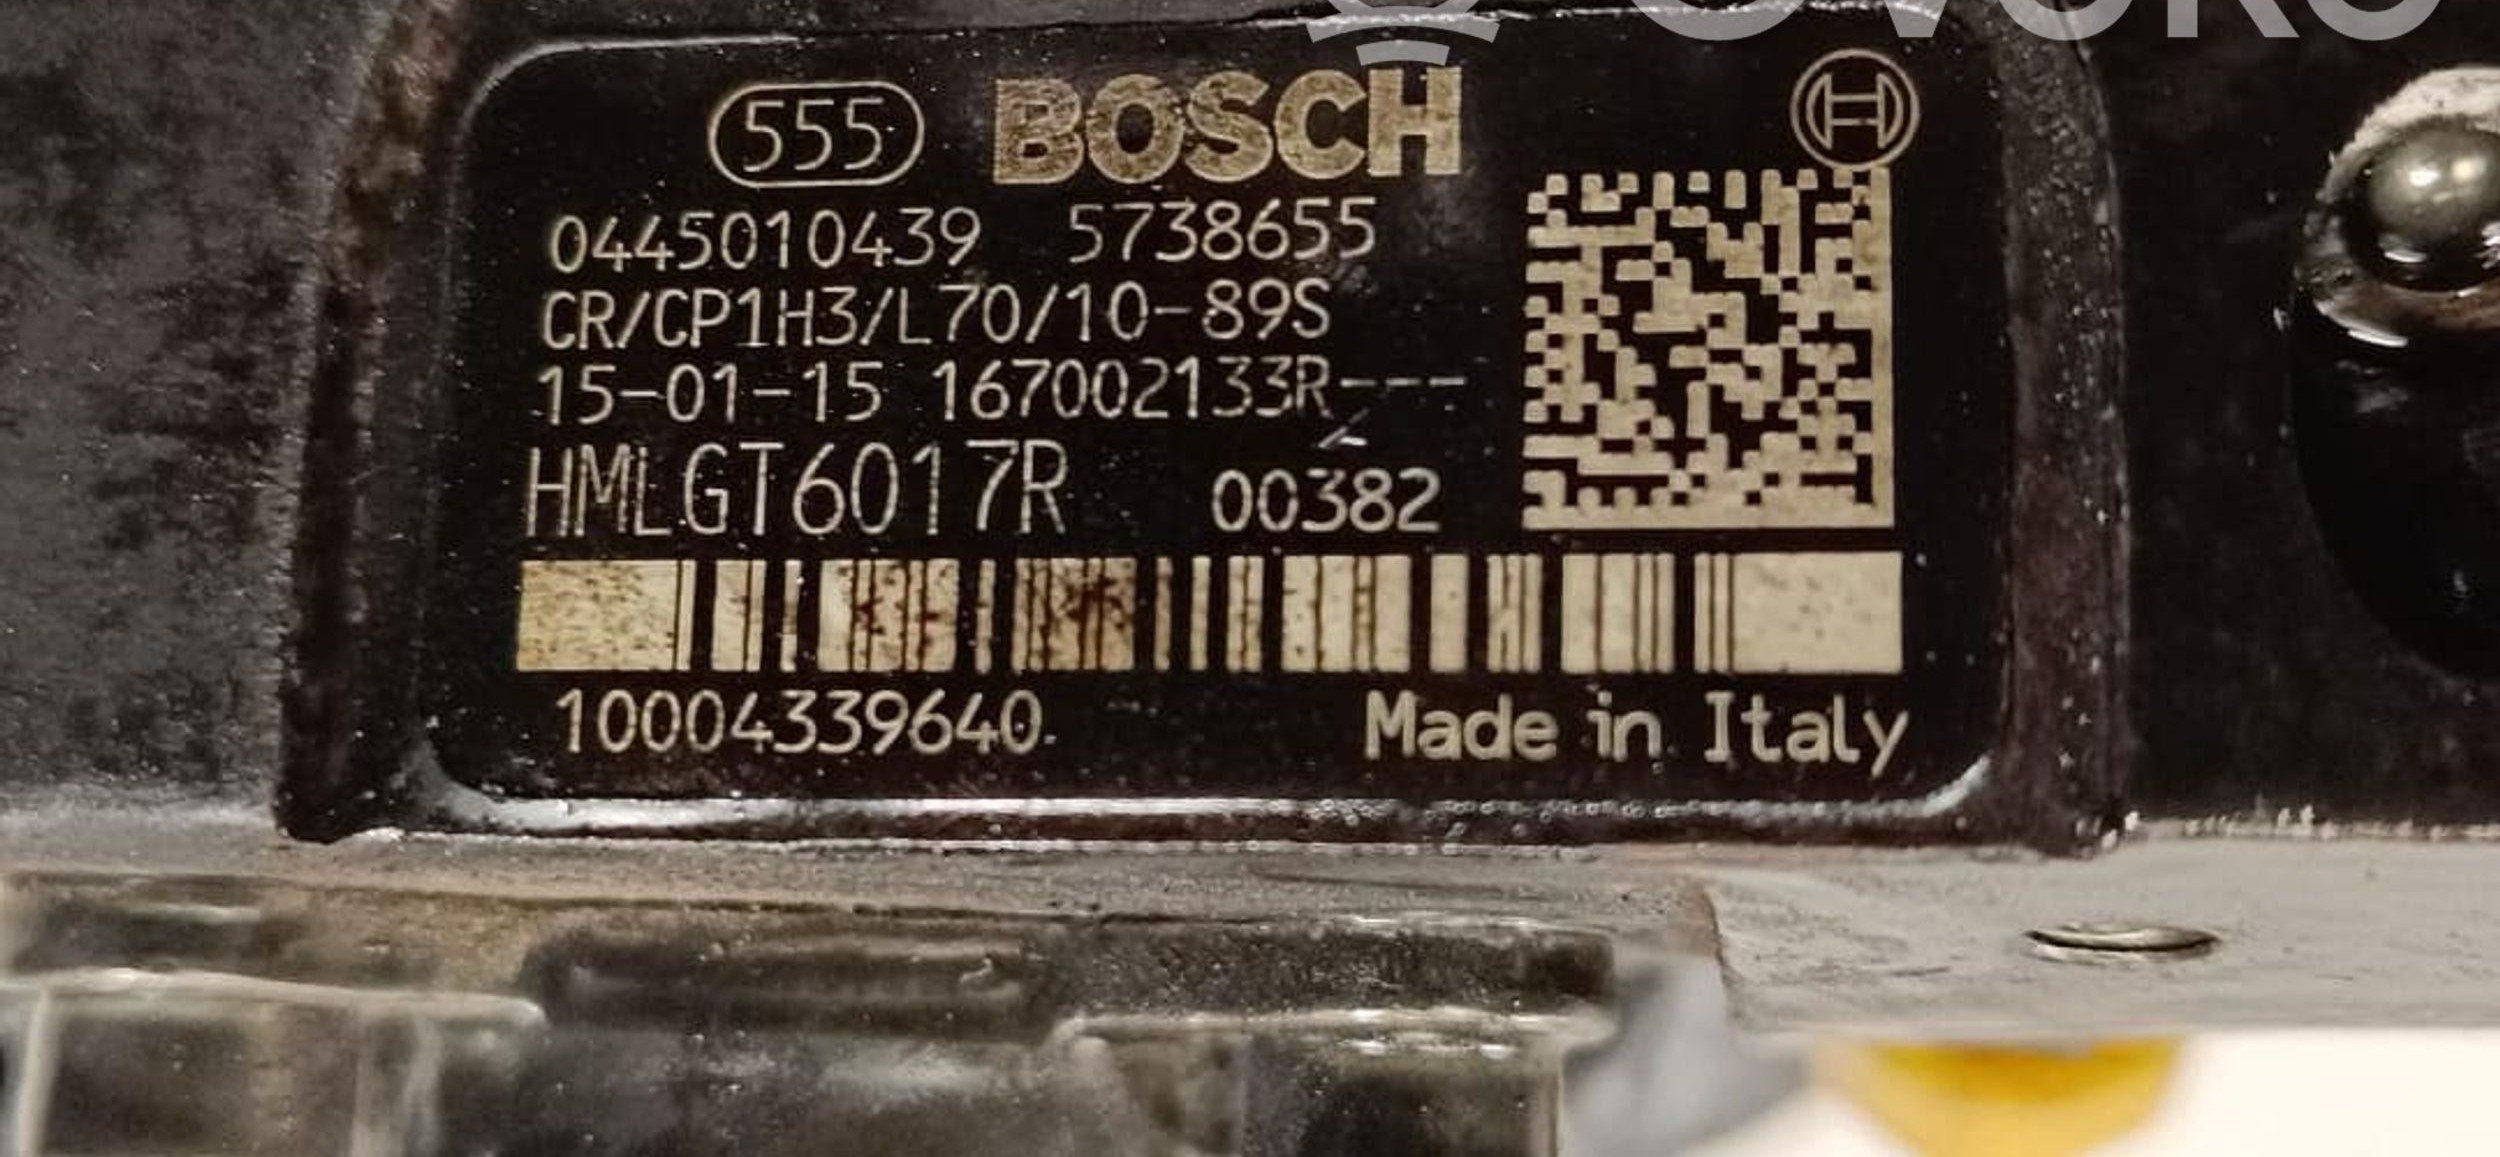 555 BOSCH
0445010439 5738655
CR/CP1H3/L70/10-89S
15-01-15 167002133R---
HMLGT6017R 00382
10004339640 Made in Italy